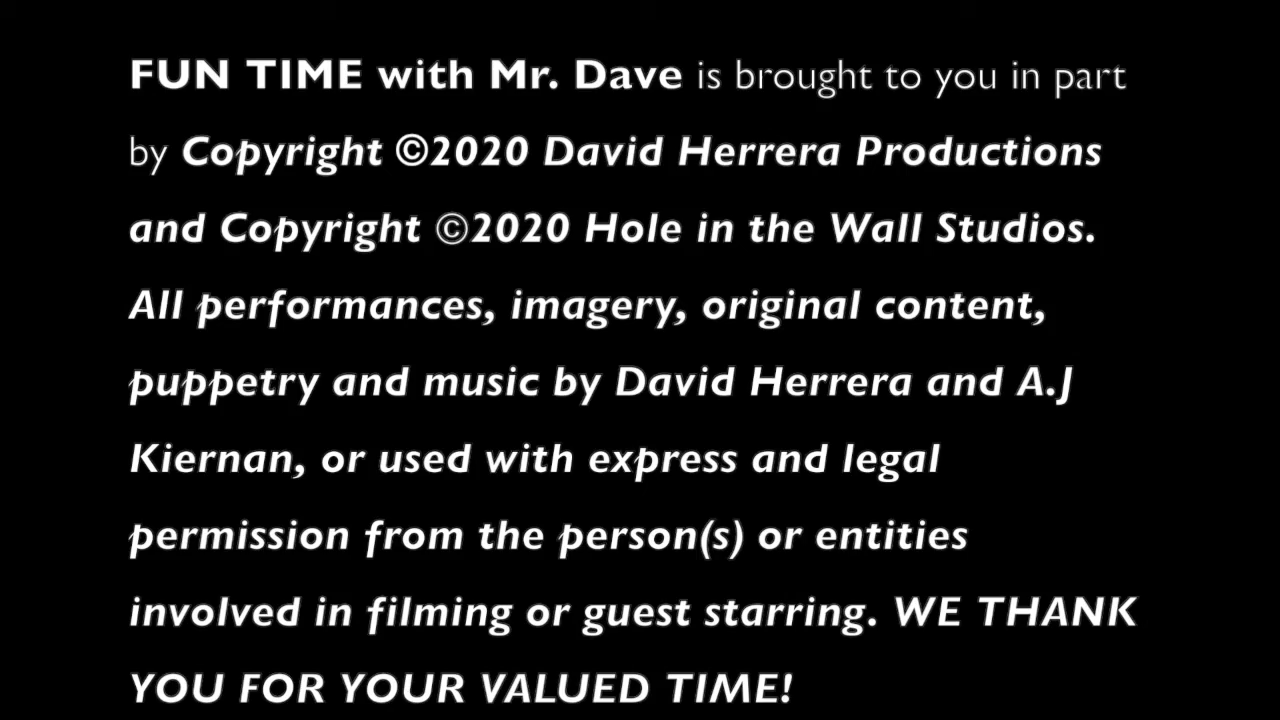 FUN TIME with Mr. Dave is brought to you in part
by Copyright ©2020 David Herrera Productions
and Copyright ©2020 Hole in the Wall Studios.
All performances, imagery, original content,
puppetry and music by David Herrera and A.J
Kiernan, or used with express and legal
permission from the person(s) or entities
involved in filming or guest starring. WE THANK
YOU FOR YOUR VALUED TIME!